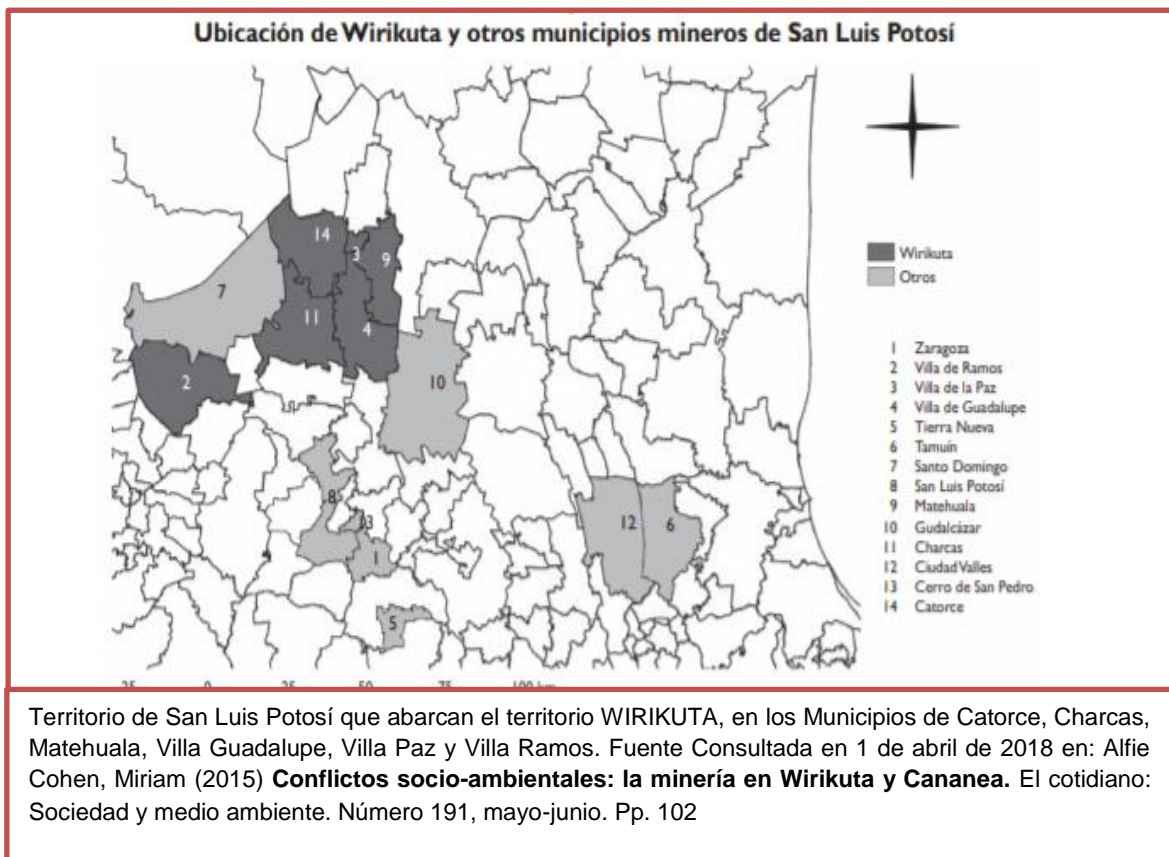 Ubicación de Wirikuta y otros municipios mineros de San Luis Potosí
14
3
9
7
11
4
2
10
8
13
12
6
1
5
Wirikuta
Otros
1 Zaragoza
2 Villa de Ramos
3 Villa de la Paz
4 Villa de Guadalupe
5 Tierra Nueva
6 Tamuín
7 Santo Domingo
8 San Luis Potosí
9 Matehuala
10 Gudalcázar
11 Charcas
12 Ciudad Valles
13 Cerro de San Pedro
14 Catorce
25 0 25 50 75 100 km
Territorio de San Luis Potosí que abarcan el territorio WIRIKUTA, en los Municipios de Catorce, Charcas,
Matehuala, Villa Guadalupe, Villa Paz y Villa Ramos. Fuente Consultada en 1 de abril de 2018 en: Alfie
Cohen, Miriam (2015) Conflictos socio-ambientales: la minería en Wirikuta y Cananea. El cotidiano:
Sociedad y medio ambiente. Número 191, mayo-junio. Pp. 102